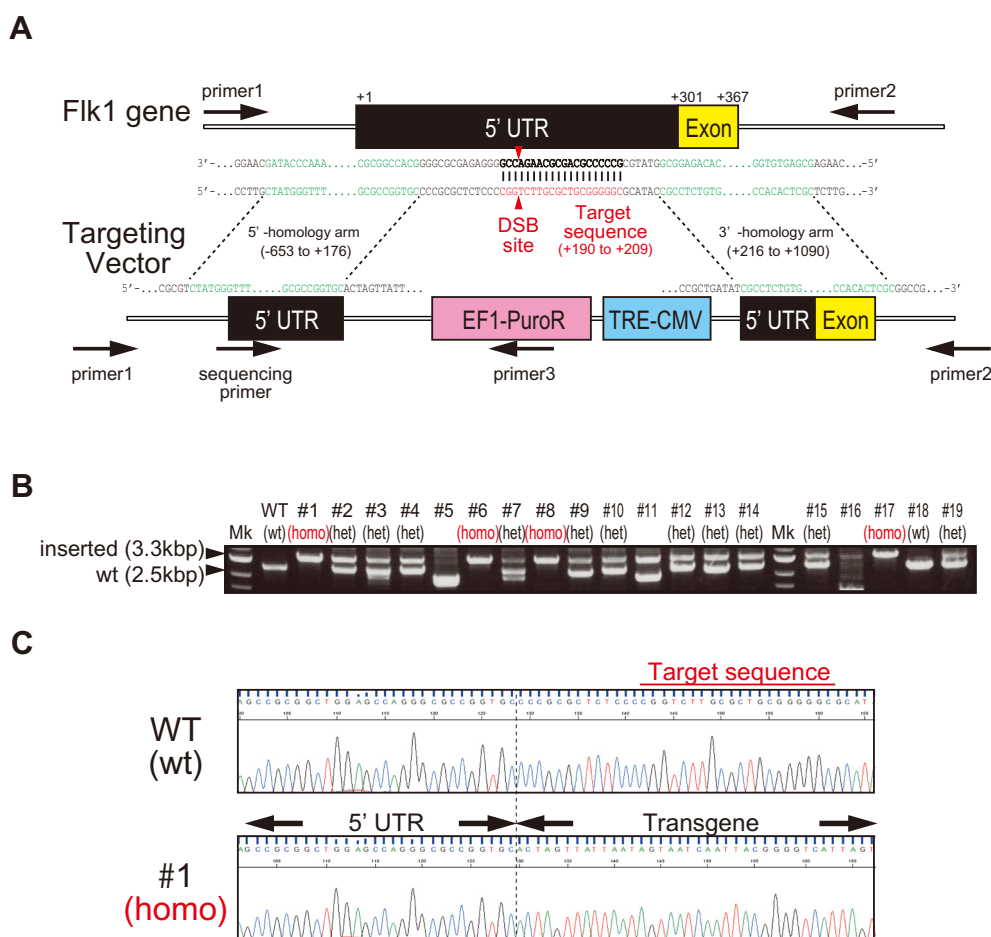 A
primer1
+1
+301 +367
primer2
Flk1 gene
5’ UTR
Exon
3’-...GGAACGATACCCAAA.....CGCGGCCACGGGGCGCGAGAGGGGCCAGAACGCGACGCCCCCGCGTATGGCGGAGACAC.....GGTGTGAGCGAGAAC...-5’
5’-...CCTTGCTATGGGTTT.....GCGCCGGTGCCCCGCGCTCTCCCCGGTCTTGCGCTGCGGGGGCGCATACCGCCTCTGTG.....CCACACTCGCTCTTG...-3’
DSB site
Target sequence
(+190 to +209)
5’ -homology arm
(-653 to +176)
3’ -homology arm
(+216 to +1090)
Targeting Vector
5’-...CGCGTCTATGGGTTT.....GCGCCGGTGCACTAGTTATT...
...CCGCTGATATCGCCTCTGTG.....CCACACTCGCGGCCG...-3’
5’ UTR
EF1-PuroR
TRE-CMV
5’ UTR
Exon
primer1
sequencing primer
primer3
primer2
B
Mk WT #1 #2 #3 #4 #5 #6 #7 #8 #9 #10 #11 #12 #13 #14 Mk #15 #16 #17 #18 #19
(wt) (homo) (het) (het) (het) (homo) (het) (homo) (het) (het) (het) (het) (het) (het) (homo) (wt) (het)
inserted (3.3kbp)
wt (2.5kbp)
C
Target sequence
AGCCGCGGCTGGAGCCAGGGCGCCGGTGCCCCGCGCTCTCCCCGGTCTTGCGCTGCGGGGGCGCAT
WT
(wt)
5’ UTR
Transgene
AGCCGCGGCTGGAGCCAGGGCGCCGGTGCACTAGTTATTAATAGTAATCAATTACGGGGTCATTAGT
#1
(homo)